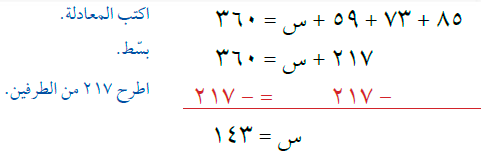 ٨٥ + ٧٣ + ٥٩ + س = ٣٦٠ اكتب المعادلة.
٢١٧ + س = ٣٦٠ بسّط.
− ٢١٧ = − ٢١٧ اطرح ٢١٧ من الطرفين.
س = ١٤٣